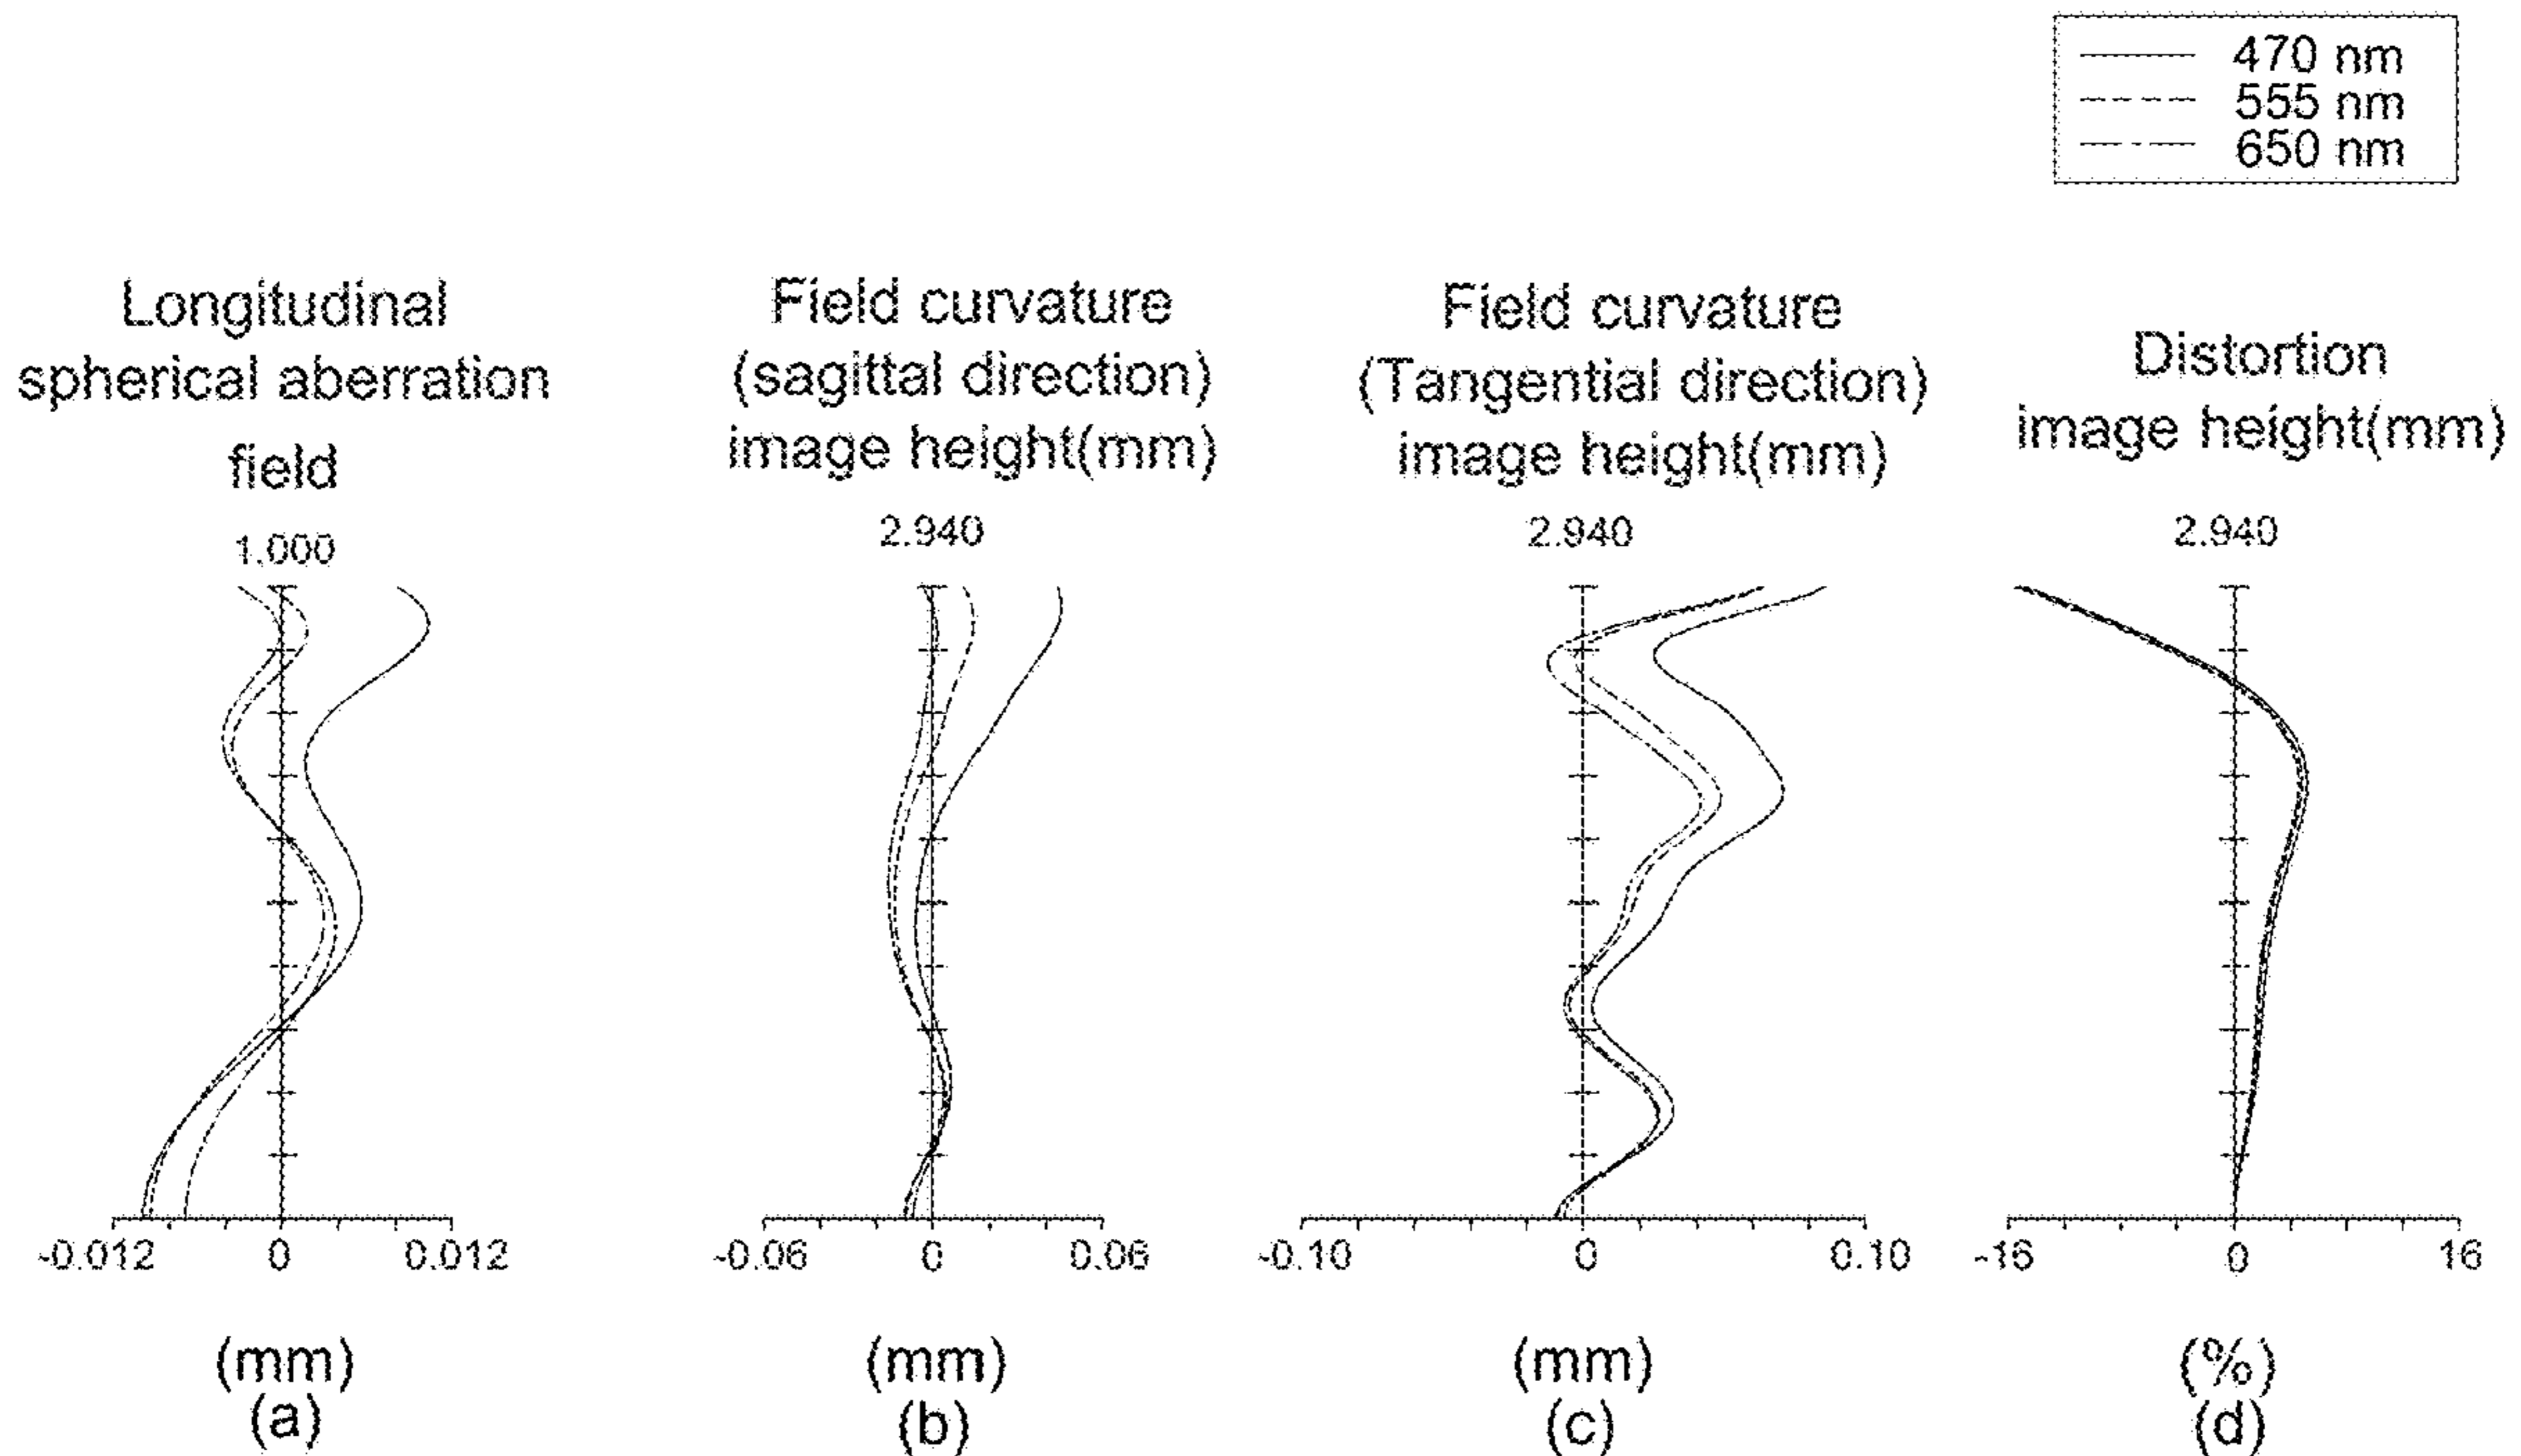 470 nm
555 nm
650 nm
Longitudinal
spherical aberration
field
1.000
Field curvature
(sagittal direction)
image height(mm)
2.940
Field curvature
(Tangential direction)
image height(mm)
2.940
Distortion
image height(mm)
2.940
-0.012 0 0.012
(mm)
(a)
-0.06 0 0.06
(mm)
(b)
-0.10 0 0.10
(mm)
(c)
-16 0 16
(%)
(d)